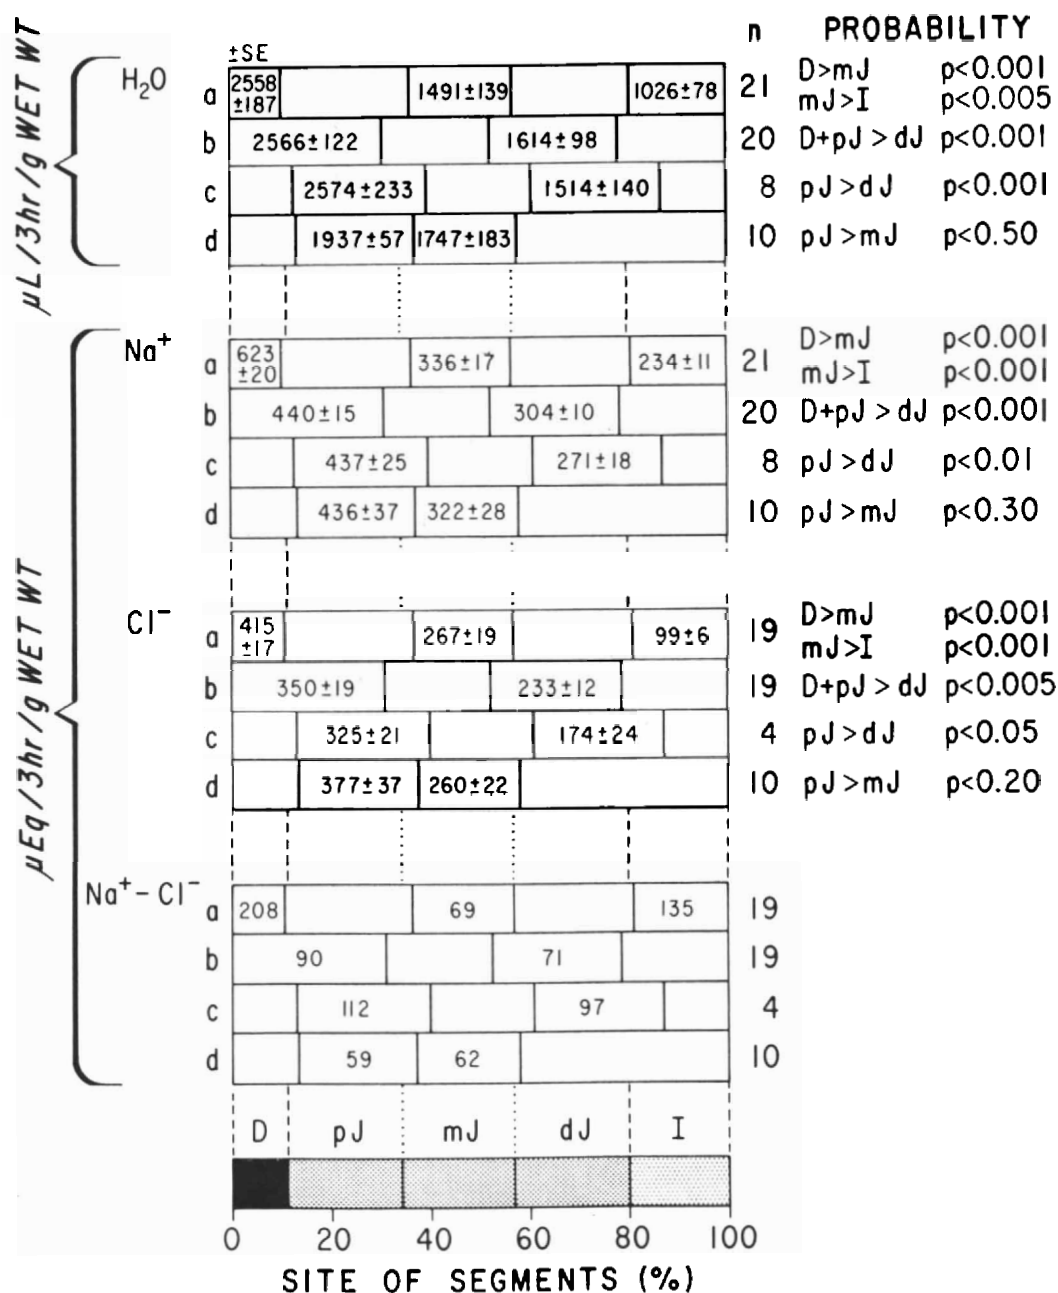 n PROBABILITY
±SE
μL/3hr/g WET WT
H₂O
a 2558 ±187 1491±139 1026±78 21 D>mJ p<0.001
mJ>I p<0.005
b 2566±122 1614±98 20 D+pJ>dJ p<0.001
c 2574±233 1514±140 8 pJ>dJ p<0.001
d 1937±57 1747±183 10 pJ>mJ p<0.50
μEq/3hr/g WET WT
Na⁺
a 623 ±20 336±17 234±11 21 D>mJ p<0.001
mJ>I p<0.001
b 440±15 304±10 20 D+pJ>dJ p<0.001
c 437±25 271±18 8 pJ>dJ p<0.01
d 436±37 322±28 10 pJ>mJ p<0.30
Cl⁻
a 415 ±17 267±19 99±6 19 D>mJ p<0.001
mJ>I p<0.001
b 350±19 233±12 19 D+pJ>dJ p<0.005
c 325±21 174±24 4 pJ>dJ p<0.05
d 377±37 260±22 10 pJ>mJ p<0.20
Na⁺-Cl⁻
a 208 69 135 19
b 90 71 19
c 112 97 4
d 59 62 10
D pJ mJ dJ I
0 20 40 60 80 100
SITE OF SEGMENTS (%)